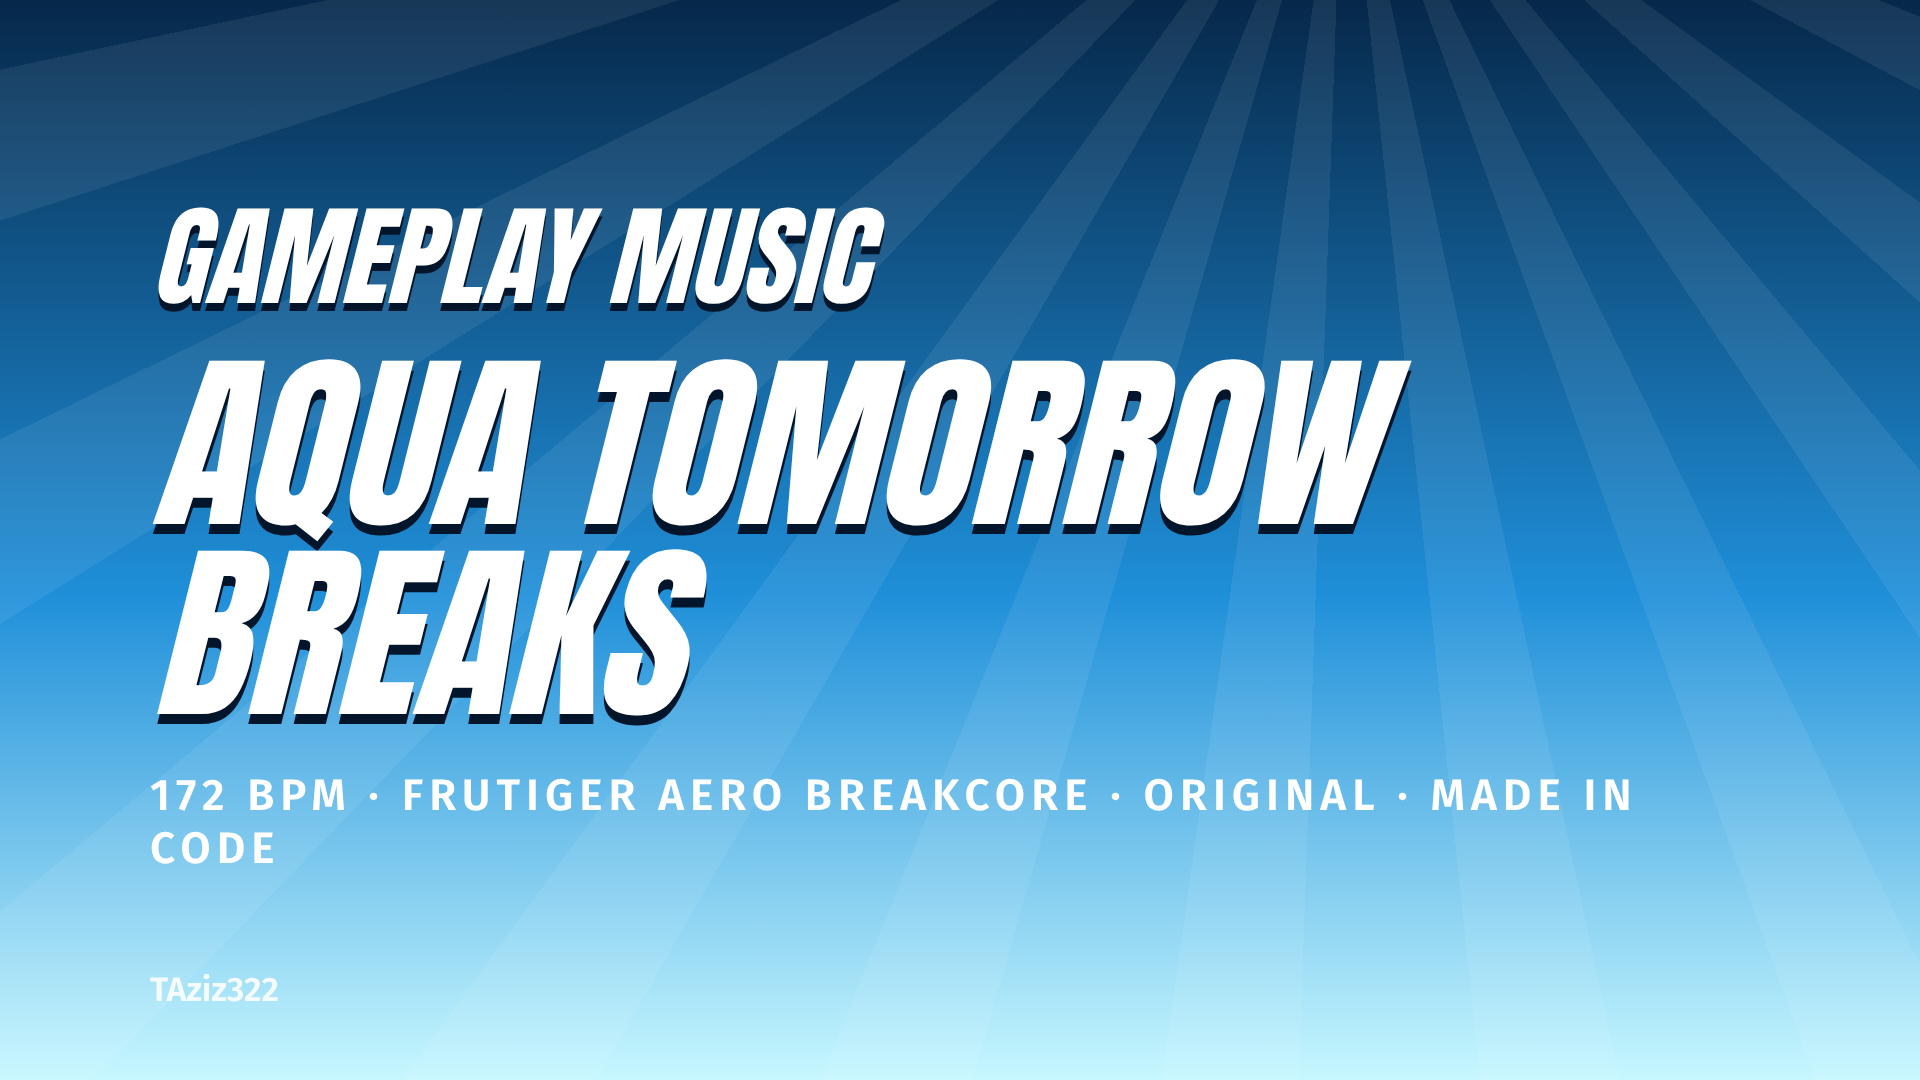 GAMEPLAY MUSIC
AQUA TOMORROW
BREAKS
172 BPM · FRUTIGER AERO BREAKCORE · ORIGINAL · MADE IN
CODE
TAziz322